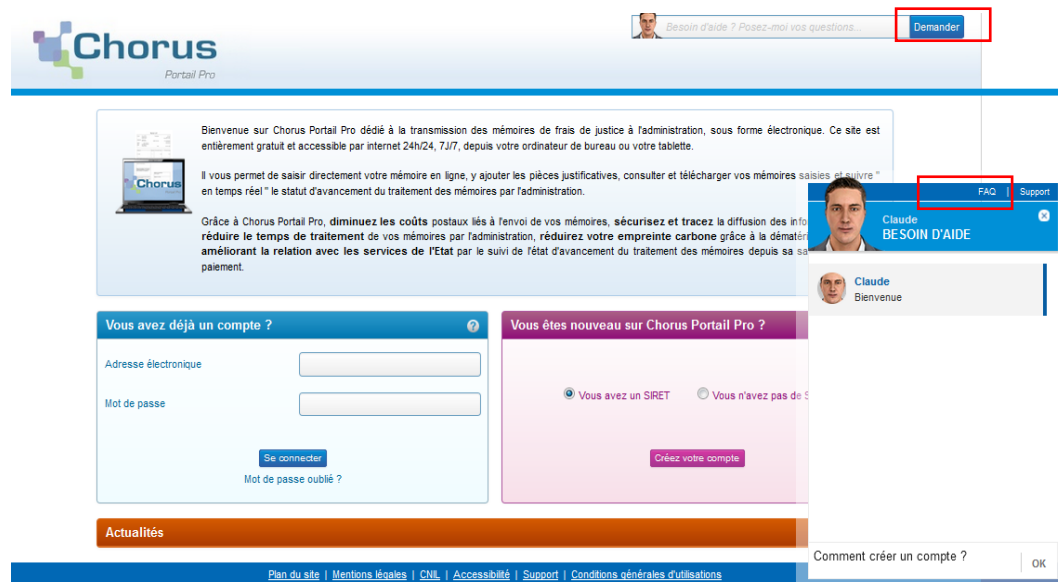 Besoin d'aide ? Posez-moi vos questions...
Demander
Chorus
Portail Pro
Bienvenue sur Chorus Portail Pro dédié à la transmission des mémoires de frais de justice à l'administration, sous forme électronique. Ce site est
entièrement gratuit et accessible par internet 24h/24, 7J/7, depuis votre ordinateur de bureau ou votre tablette.
Il vous permet de saisir directement votre mémoire en ligne, y ajouter les pièces justificatives, consulter et télécharger vos mémoires saisies et suivre "
en temps réel " le statut d'avancement du traitement des mémoires par l'administration.
Grâce à Chorus Portail Pro, diminuez les coûts postaux liés à l'envoi de vos mémoires, sécurisez et tracez la diffusion des info
réduire le temps de traitement de vos mémoires par l'administration, réduirez votre empreinte carbone grâce à la dématéri
améliorant la relation avec les services de l'Etat par le suivi de l'état d'avancement du traitement des mémoires depuis sa sa
paiement.
Chorus
FAQ | Support
Claude
BESOIN D'AIDE
Claude
Bienvenue
Vous avez déjà un compte ?
?
Adresse électronique
Mot de passe
Se connecter
Mot de passe oublié ?
Vous êtes nouveau sur Chorus Portail Pro ?
Vous avez un SIRET
Vous n'avez pas de S
Créez votre compte
Actualités
Comment créer un compte ?
OK
Plan du site | Mentions légales | CNIL | Accessibilité | Support | Conditions générales d'utilisations